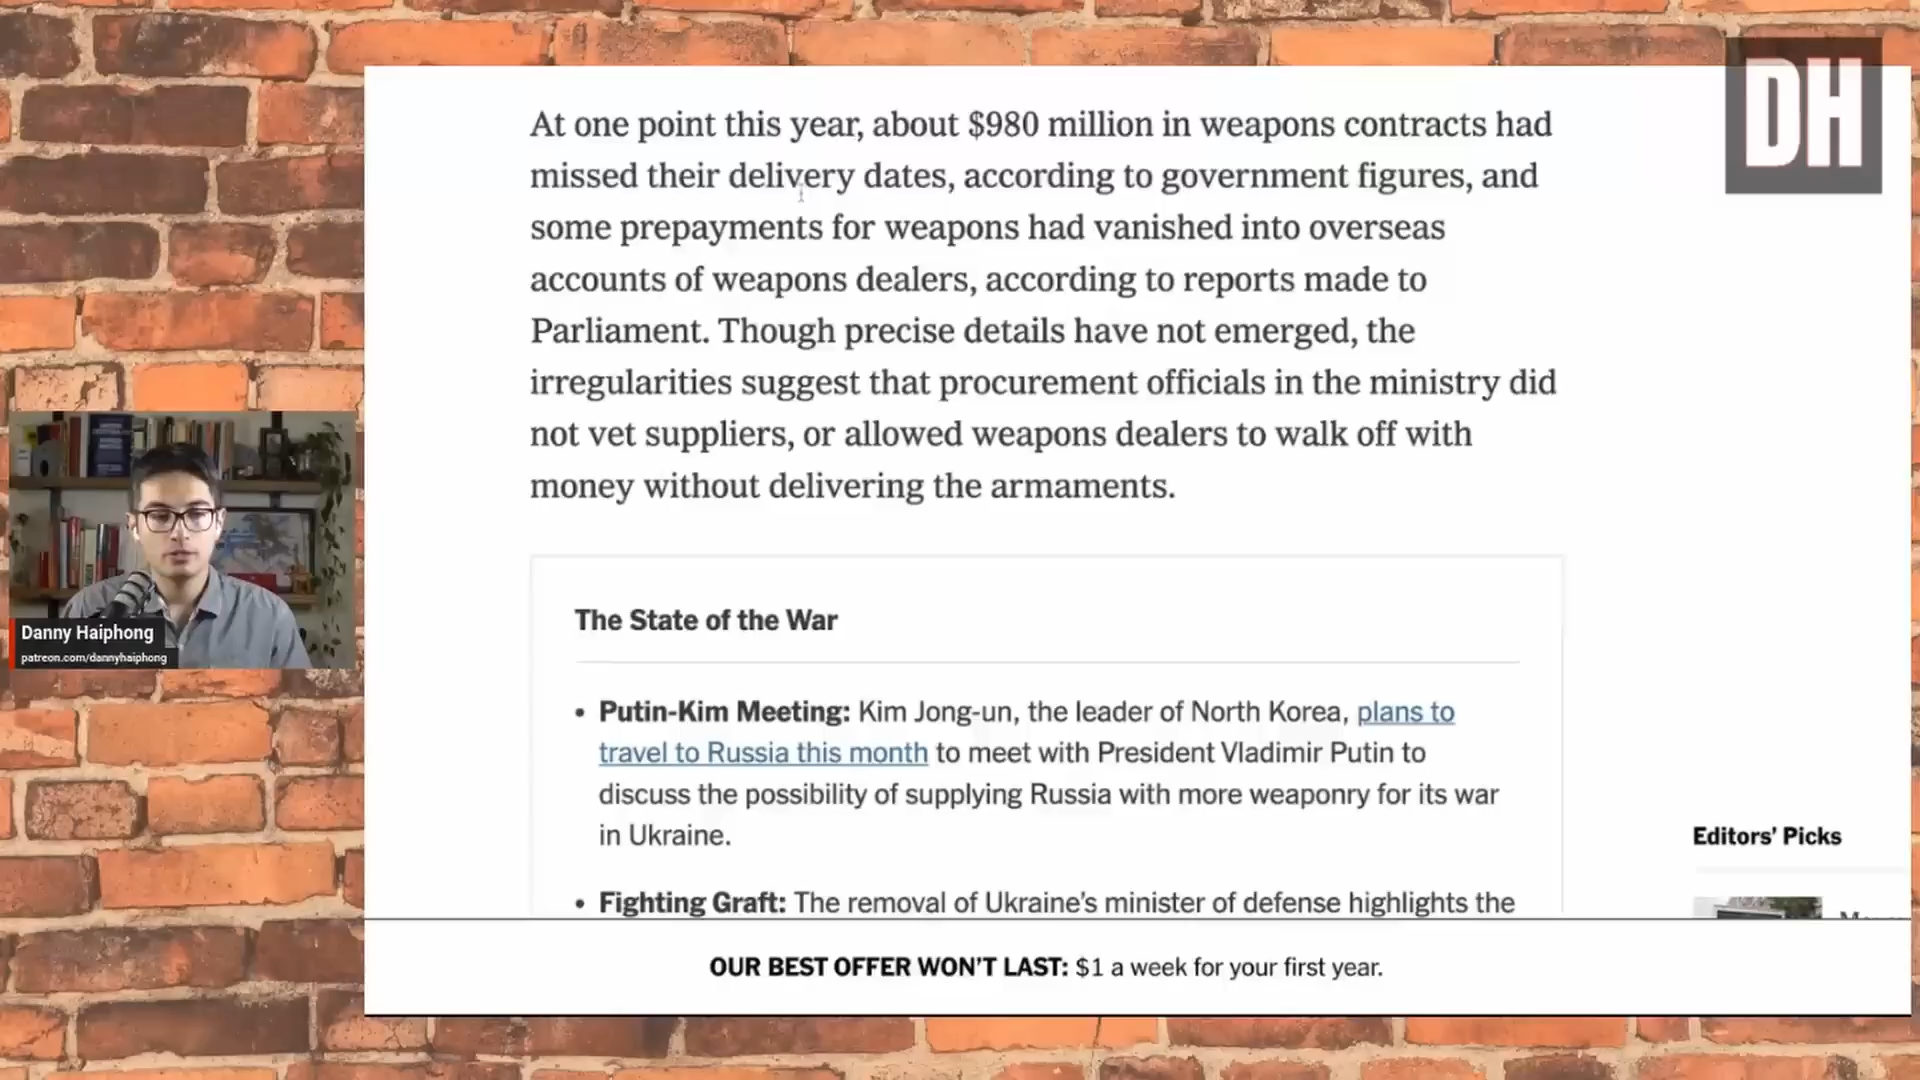 DH
At one point this year, about $980 million in weapons contracts had
missed their delivery dates, according to government figures, and
some prepayments for weapons had vanished into overseas
accounts of weapons dealers, according to reports made to
Parliament. Though precise details have not emerged, the
irregularities suggest that procurement officials in the ministry did
not vet suppliers, or allowed weapons dealers to walk off with
money without delivering the armaments.
Danny Haiphong
patreon.com/dannyhaiphong
The State of the War
• Putin-Kim Meeting: Kim Jong-un, the leader of North Korea, plans to
travel to Russia this month to meet with President Vladimir Putin to
discuss the possibility of supplying Russia with more weaponry for its war
in Ukraine.
• Fighting Graft: The removal of Ukraine's minister of defense highlights the
Editors' Picks
OUR BEST OFFER WON'T LAST: $1 a week for your first year.